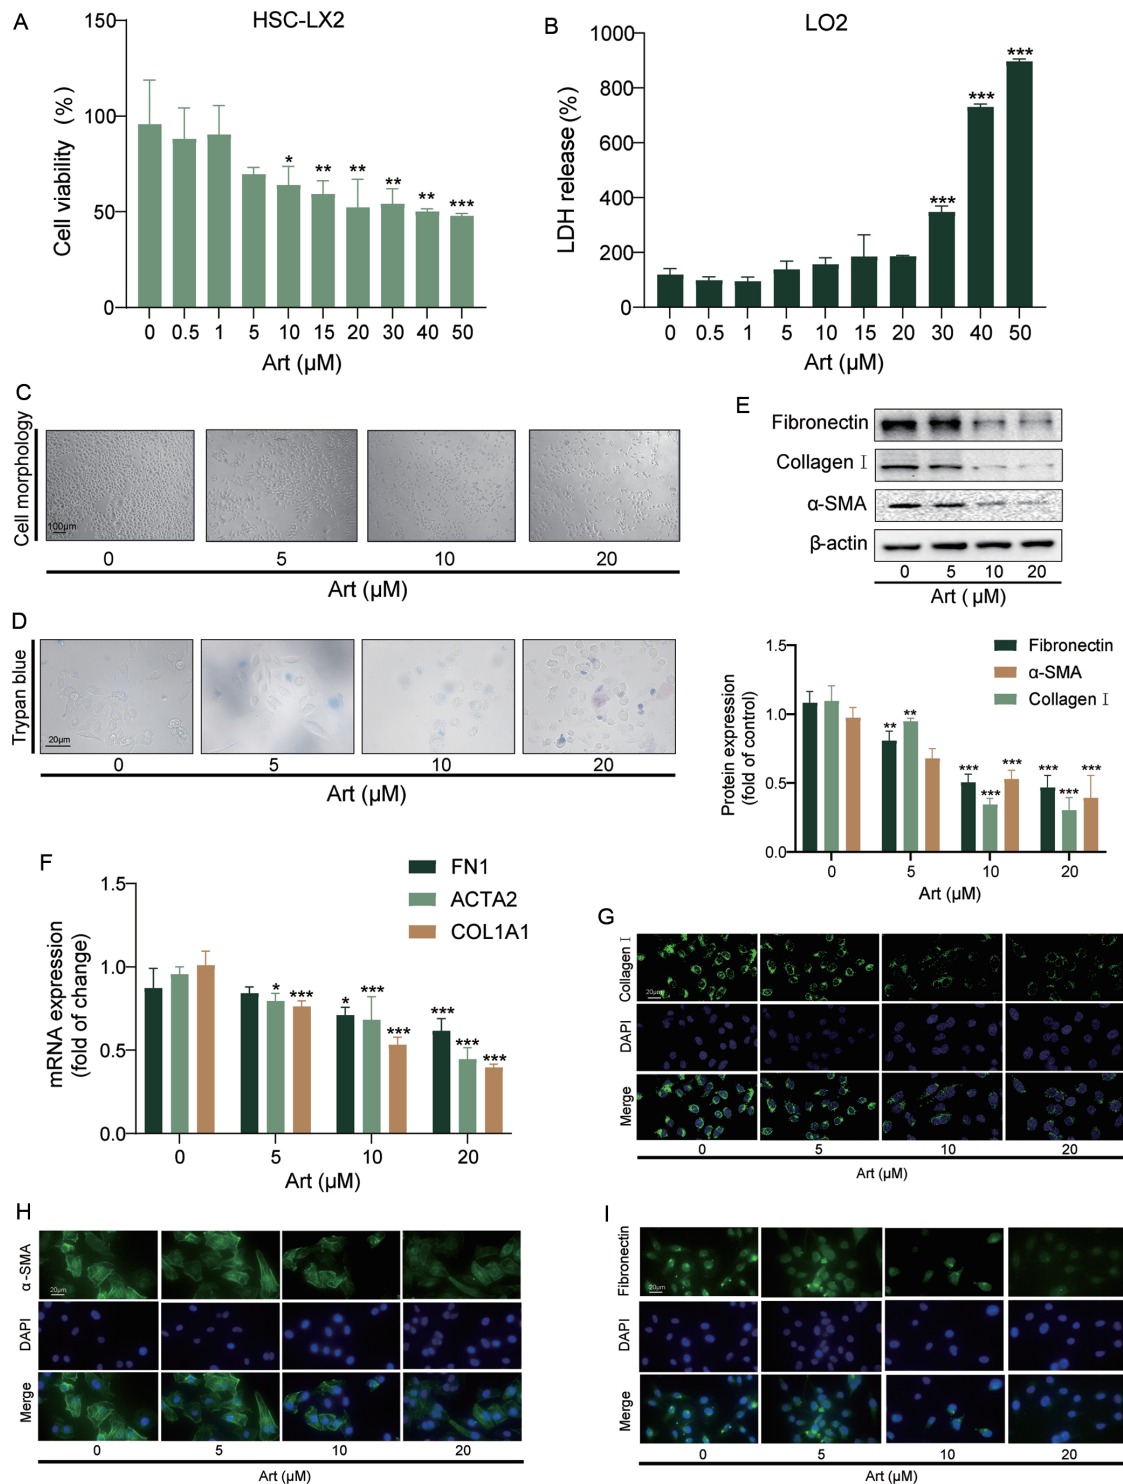 A
HSC-LX2
Cell viability (%)
150
100
50
0
* ** ** ** ** ***
0 0.5 1 5 10 15 20 30 40 50
Art (μM)
B
LO2
LDH release (%)
1000
800
600
400
200
0
*** *** ***
0 0.5 1 5 10 15 20 30 40 50
Art (μM)
C
Cell morphology
100μm
0 5 10 20
Art (μM)
D
Trypan blue
20μm
0 5 10 20
Art (μM)
E
Fibronectin
Collagen Ⅰ
α-SMA
β-actin
0 5 10 20
Art ( μM)
Protein expression
(fold of control)
1.5
1.0
0.5
0.0
Fibronectin
α-SMA
Collagen Ⅰ
** **
*** *** ***
*** *** ***
0 5 10 20
Art (μM)
F
mRNA expression
(fold of change)
1.5
1.0
0.5
0.0
FN1
ACTA2
COL1A1
* ***
* *** ***
*** *** ***
0 5 10 20
Art (μM)
G
Collagen Ⅰ
20μm
DAPI
Merge
0 5 10 20
Art (μM)
H
α-SMA
20μm
DAPI
Merge
0 5 10 20
Art (μM)
I
Fibronectin
20μm
DAPI
Merge
0 5 10 20
Art (μM)